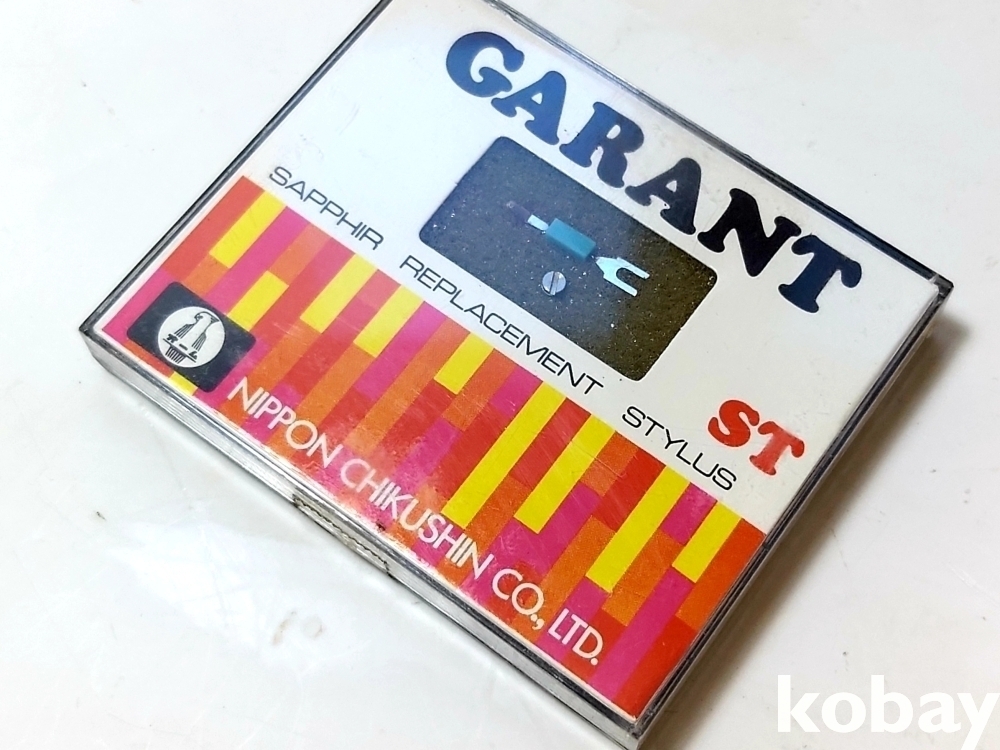 GARANT
SAPPHIR REPLACEMENT STYLUS
ST
NIPPON CHIKUSHIN CO., LTD.
kobay